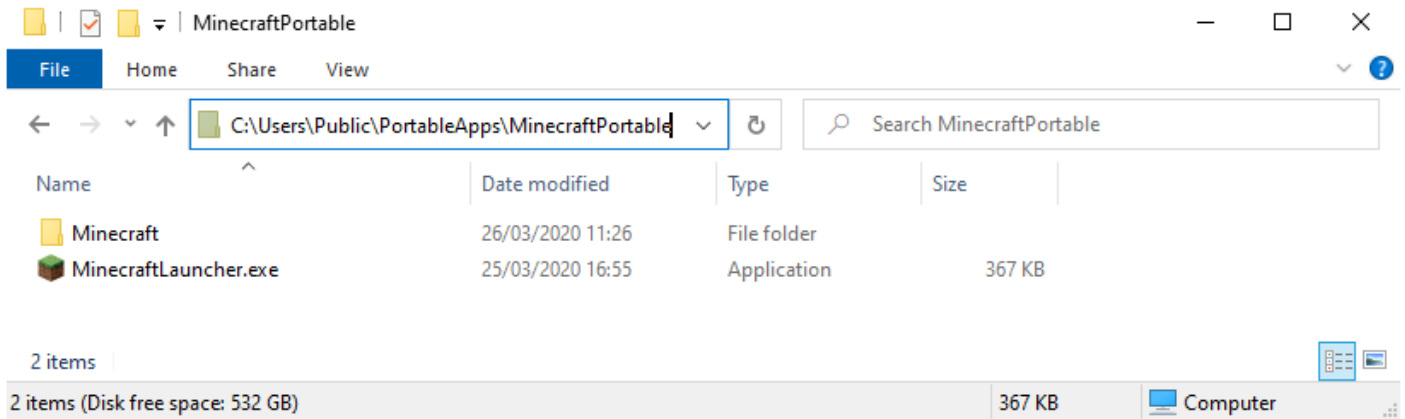 MinecraftPortable
File Home Share View
C:\Users\Public\PortableApps\MinecraftPortable Search MinecraftPortable
Name Date modified Type Size
Minecraft 26/03/2020 11:26 File folder
MinecraftLauncher.exe 25/03/2020 16:55 Application 367 KB
2 items
2 items (Disk free space: 532 GB) 367 KB Computer